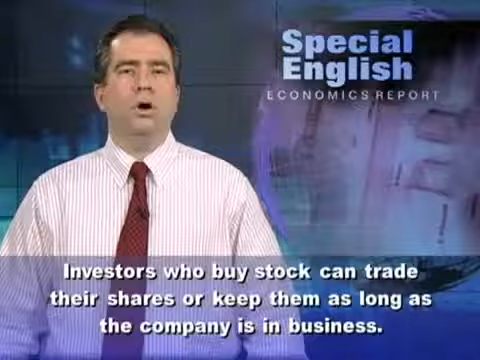 Special
English
ECONOMICS REPORT
Investors who buy stock can trade
their shares or keep them as long as
the company is in business.